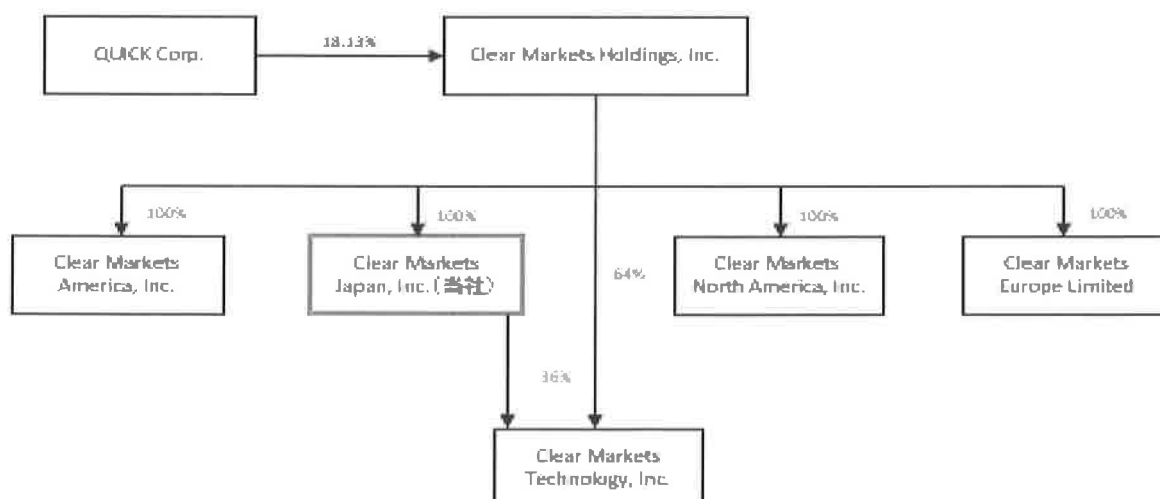 QUICK Corp.
18.13%
Clear Markets Holdings, Inc.
100%
100%
100%
100%
Clear Markets
America, Inc.
Clear Markets
Japan, Inc.(当社)
64%
Clear Markets
North America, Inc.
Clear Markets
Europe Limited
36%
Clear Markets
Technology, Inc.